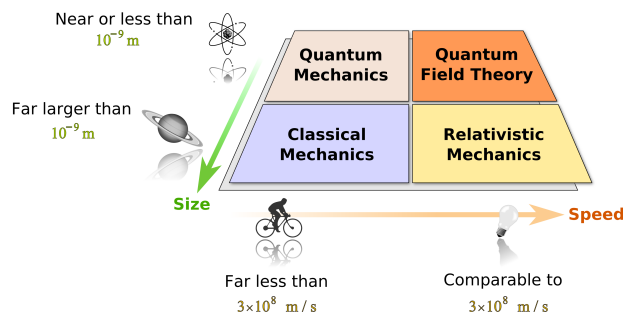 Near or less than
10⁻⁹ m
Quantum
Mechanics
Quantum
Field Theory
Far larger than
10⁻⁹ m
Classical
Mechanics
Relativistic
Mechanics
Size
Speed
Far less than
3×10⁸ m/s
Comparable to
3×10⁸ m/s